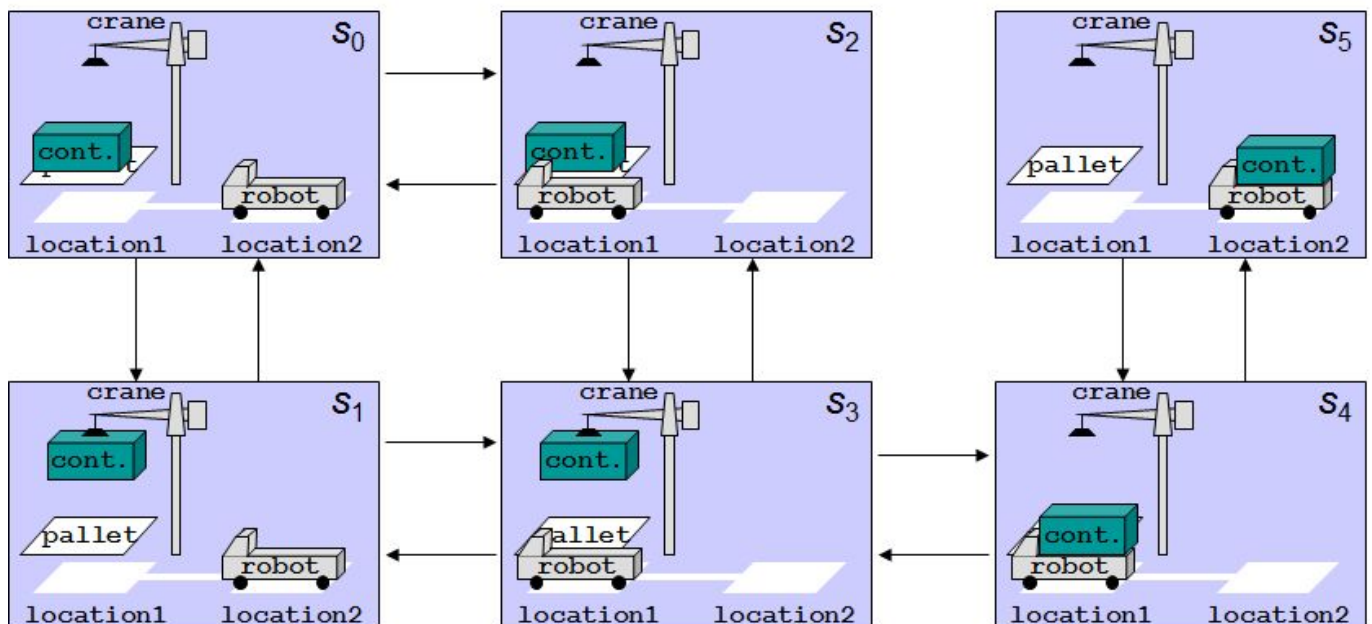 crane
S0
cont.
robot
location1 location2
crane
S2
cont.
robot
location1 location2
crane
S5
cont.
pallet
robot
location1 location2
crane
S1
cont.
pallet
robot
location1 location2
crane
S3
cont.
allet
robot
location1 location2
crane
S4
cont.
robot
location1 location2